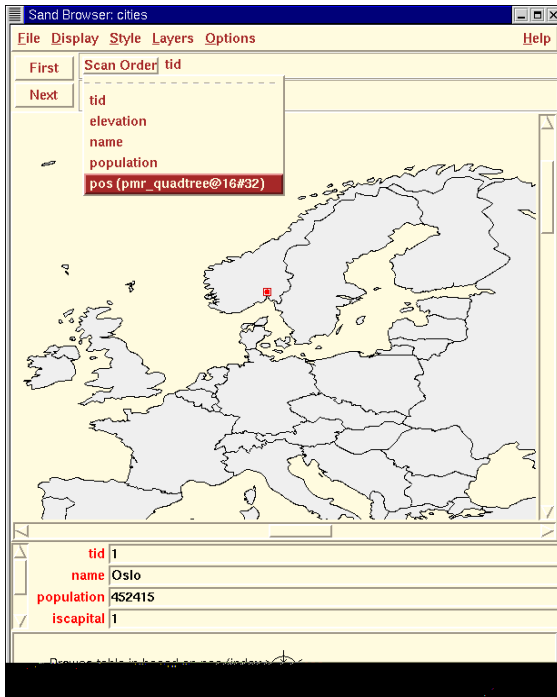 Sand Browser: cities
File Display Style Layers Options Help
First
Scan Order tid
Next
tid
elevation
name
population
pos (pmr_quadtree@16#32)
tid 1
name Oslo
population 452415
iscapital 1